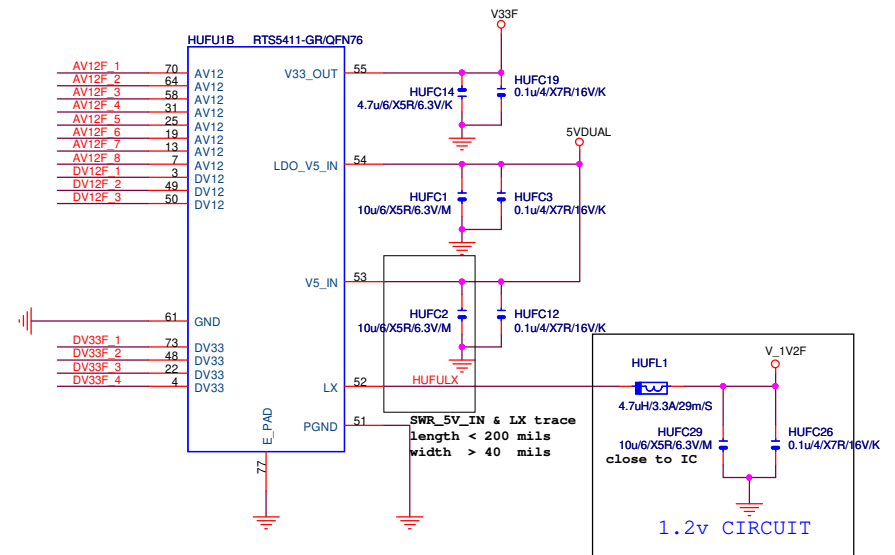 V33F
HUFU1B RTS5411-GR/QFN76
AV12F_1 70 AV12 V33_OUT 55
AV12F_2 64 AV12
AV12F_3 58 AV12
AV12F_4 31 AV12
AV12F_5 25 AV12
AV12F_6 19 AV12
AV12F_7 13 AV12
AV12F_8 7 AV12
DV12F_1 3 DV12
DV12F_2 49 DV12
DV12F_3 50 DV12
HUFC14
4.7u/6/X5R/6.3V/K
HUFC19
0.1u/4/X7R/16V/K
5VDUAL
LDO_V5_IN 54
HUFC1
10u/6/X5R/6.3V/M
HUFC3
0.1u/4/X7R/16V/K
V5_IN 53
HUFC2
10u/6/X5R/6.3V/M
HUFC12
0.1u/4/X7R/16V/K
61 GND
DV33F_1 73 DV33
DV33F_2 48 DV33
DV33F_3 22 DV33
DV33F_4 4 DV33
LX 52 HUFULX
HUFL1
4.7uH/3.3A/29m/S
V_1V2F
PGND 51
E_PAD
77
SWR_5V_IN & LX trace
length < 200 mils
width > 40 mils
HUFC29
10u/6/X5R/6.3V/M
HUFC26
0.1u/4/X7R/16V/K
close to IC
1.2v CIRCUIT